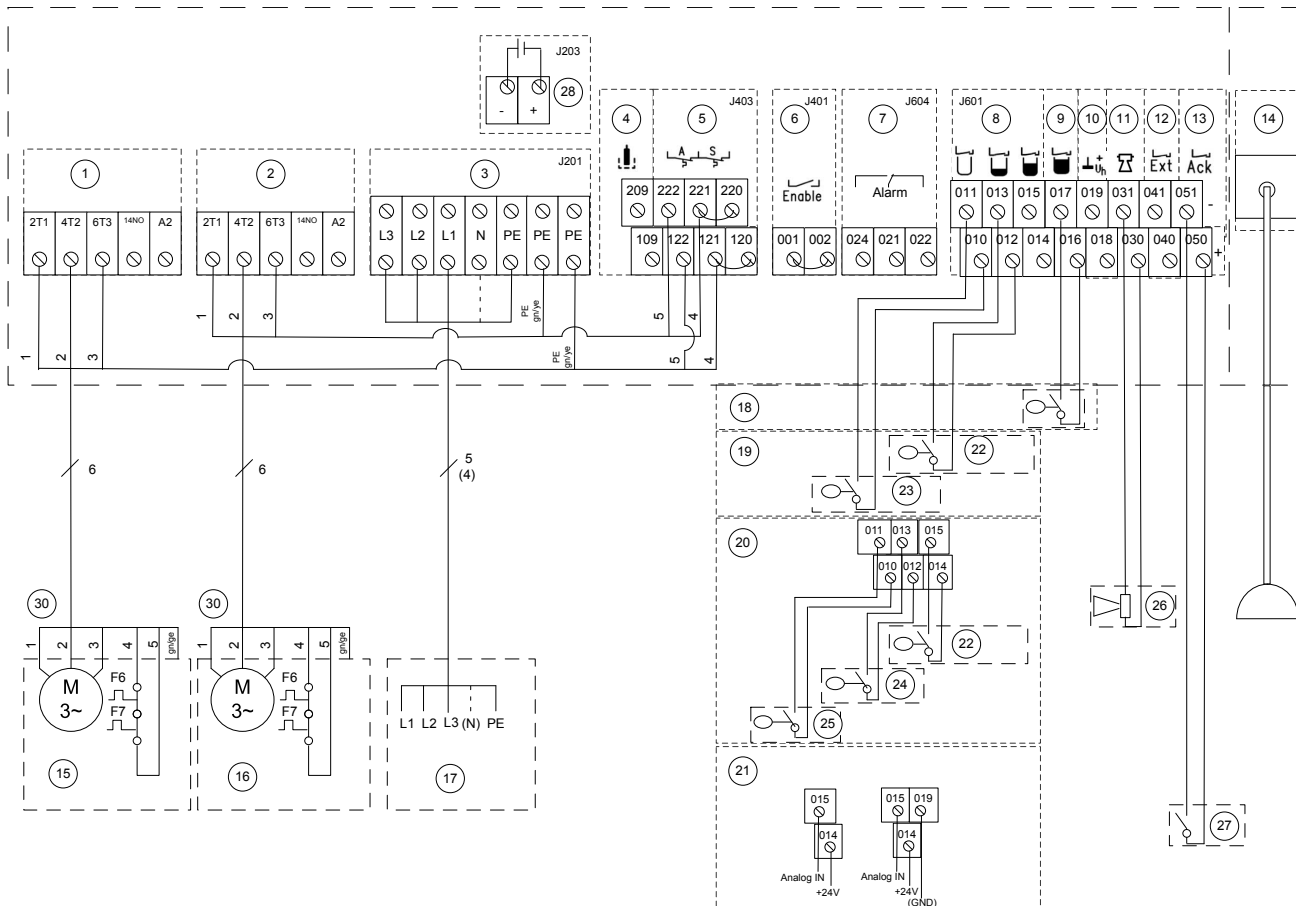 J203
28
- +
4
5
J403
6
J401
7
J604
J601
8
9
10
11
12
13
14
1
2
3
J201
A S
Enable
Alarm
+
Uh
Ext
Ack
2T1 4T2 6T3 14NO A2
2T1 4T2 6T3 14NO A2
L3 L2 L1 N PE PE PE
209 222 221 220
109 122 121 120
001 002
024 021 022
011 013 015 017 019 031 041 051 -
010 012 014 016 018 030 040 050 +
1 2 3
PE gn/ye
5 4
1 2 3
PE gn/ye
5 4
18
19
22
23
6
6
5
(4)
20
011 013 015
010 012 014
22
24
25
26
27
30
1 2 3 4 5 gn/ge
M
3~
F6
F7
15
30
1 2 3 4 5 gn/ge
M
3~
F6
F7
16
L1 L2 L3 (N) PE
17
21
015
014
Analog IN
+24V
015 019
014
Analog IN
+24V
(GND)